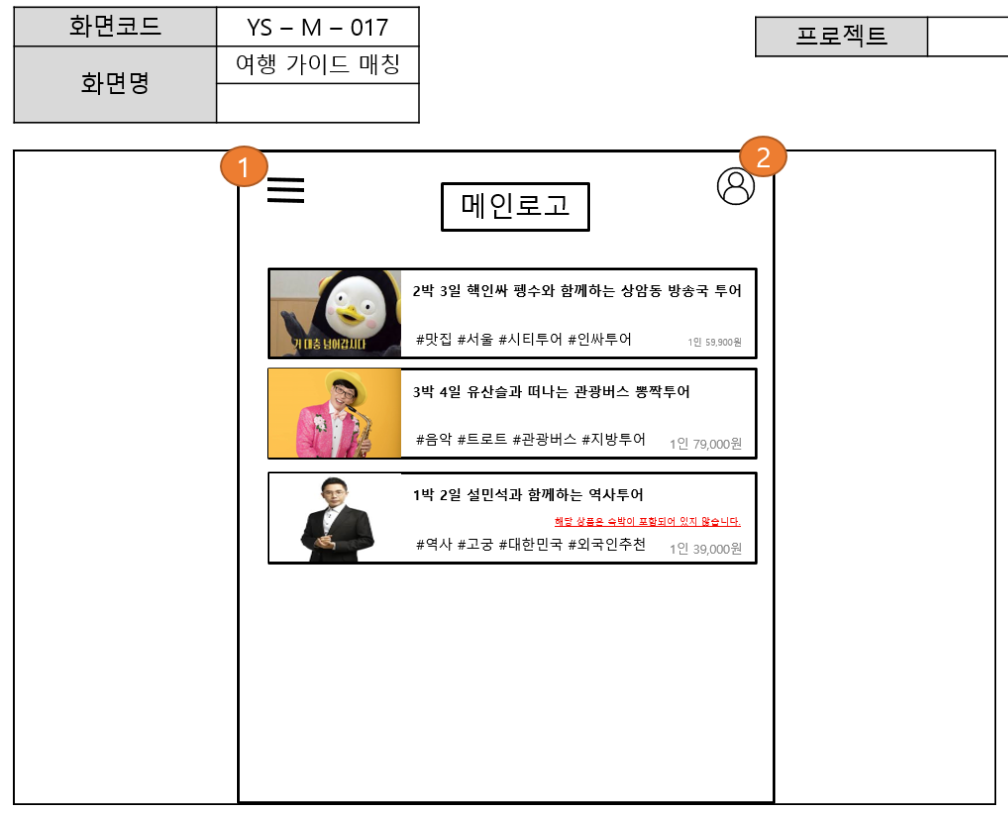 화면코드
YS – M – 017
프로젝트
화면명
여행 가이드 매칭
1
2
메인로고
2박 3일 핵인싸 펭수와 함께하는 상암동 방송국 투어
가 대충 넘어갑시다
#맛집 #서울 #시티투어 #인싸투어
1인 59,900원
3박 4일 유산슬과 떠나는 관광버스 뽕짝투어
#음악 #트로트 #관광버스 #지방투어
1인 79,000원
1박 2일 설민석과 함께하는 역사투어
해당 상품은 숙박이 포함되어 있지 않습니다.
#역사 #고궁 #대한민국 #외국인추천
1인 39,000원